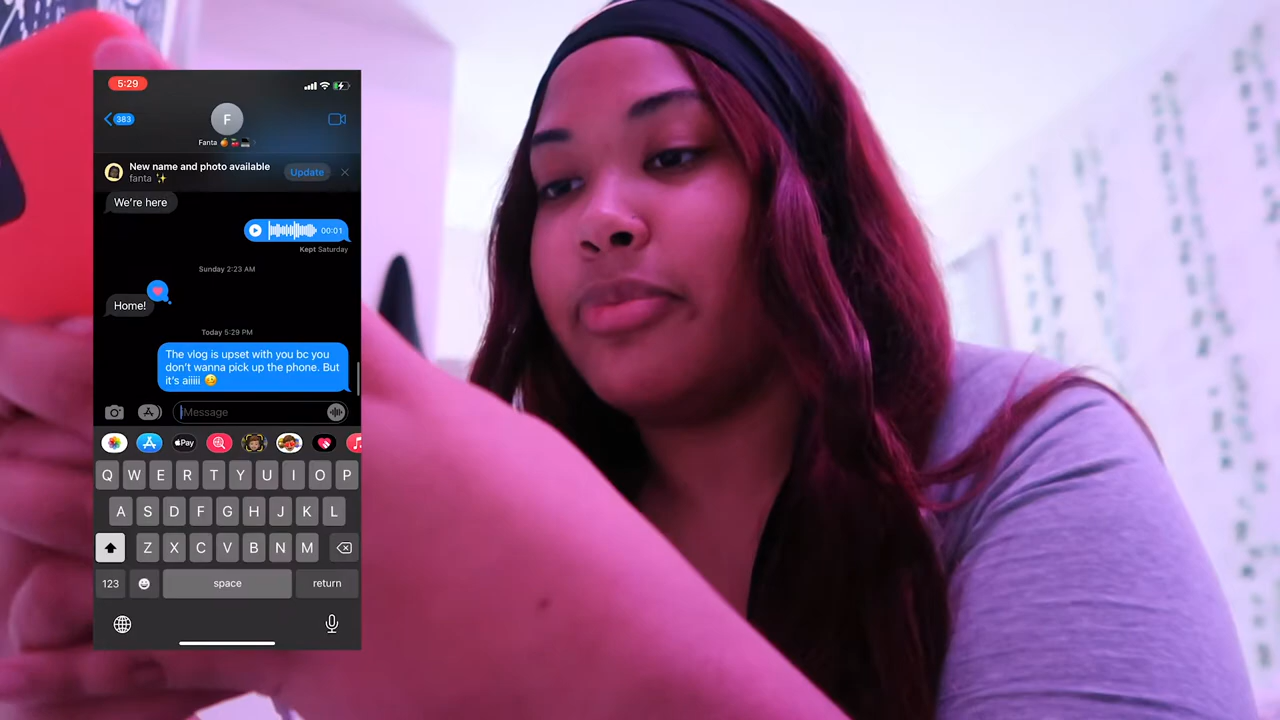 5:29
383
F
Fanta 🍊🍒
New name and photo available
fanta ✨
Update
We're here
00:01
Kept Saturday
Sunday 2:23 AM
Home!
Today 5:29 PM
The vlog is upset with you bc you
don't wanna pick up the phone. But
it's aiiiii 😉
Message
Pay
Q W E R T Y U I O P
A S D F G H J K L
Z X C V B N M
123
space
return